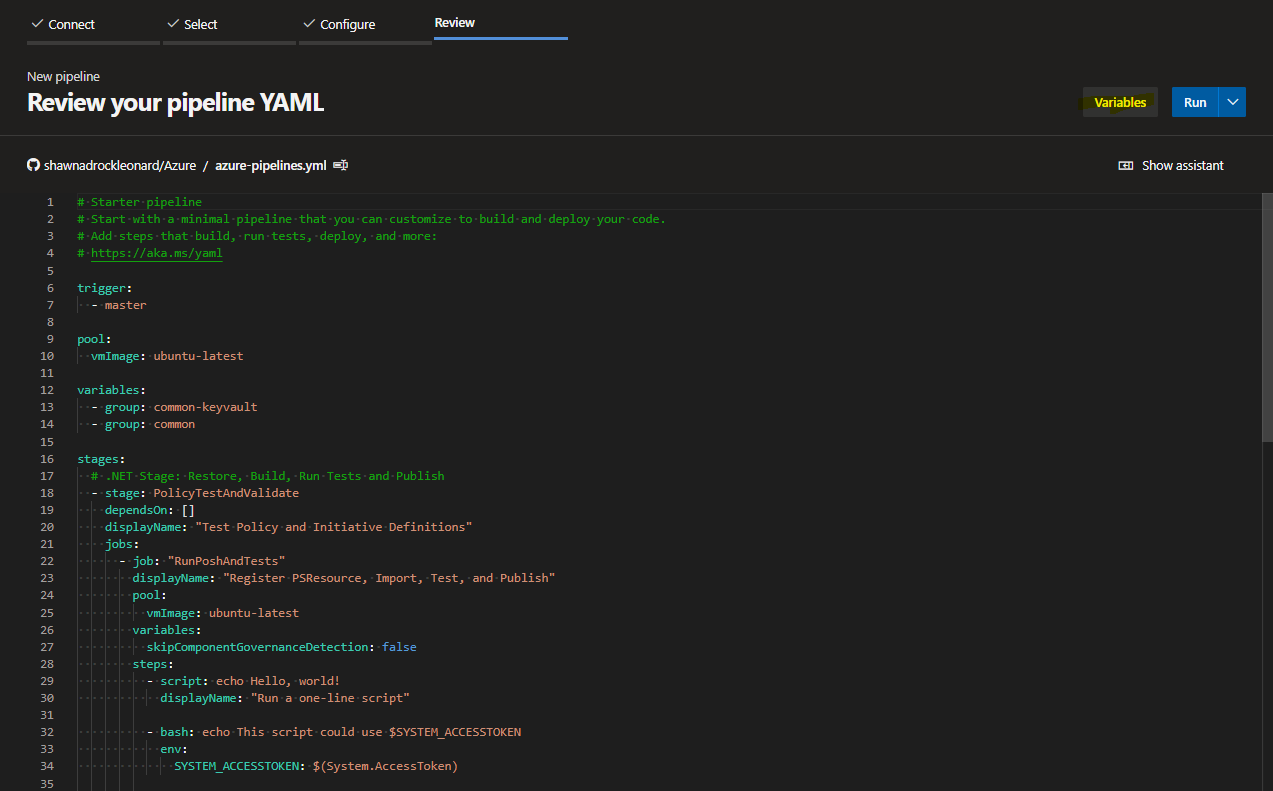 Connect Select Configure Review
New pipeline
Review your pipeline YAML
Variables Run
shawnadrockleonard/Azure / azure-pipelines.yml
Show assistant
1 # Starter pipeline
2 # Start with a minimal pipeline that you can customize to build and deploy your code.
3 # Add steps that build, run tests, deploy, and more:
4 # https://aka.ms/yaml
5
6 trigger:
7   - master
8
9 pool:
10   vmImage: ubuntu-latest
11
12 variables:
13   - group: common-keyvault
14   - group: common
15
16 stages:
17   # .NET Stage: Restore, Build, Run Tests and Publish
18   - stage: PolicyTestAndValidate
19     dependsOn: []
20     displayName: "Test Policy and Initiative Definitions"
21     jobs:
22       - job: "RunPoshAndTests"
23         displayName: "Register PSResource, Import, Test, and Publish"
24         pool:
25           vmImage: ubuntu-latest
26         variables:
27           skipComponentGovernanceDetection: false
28         steps:
29           - script: echo Hello, world!
30             displayName: "Run a one-line script"
31
32           - bash: echo This script could use $SYSTEM_ACCESSTOKEN
33             env:
34               SYSTEM_ACCESSTOKEN: $(System.AccessToken)
35